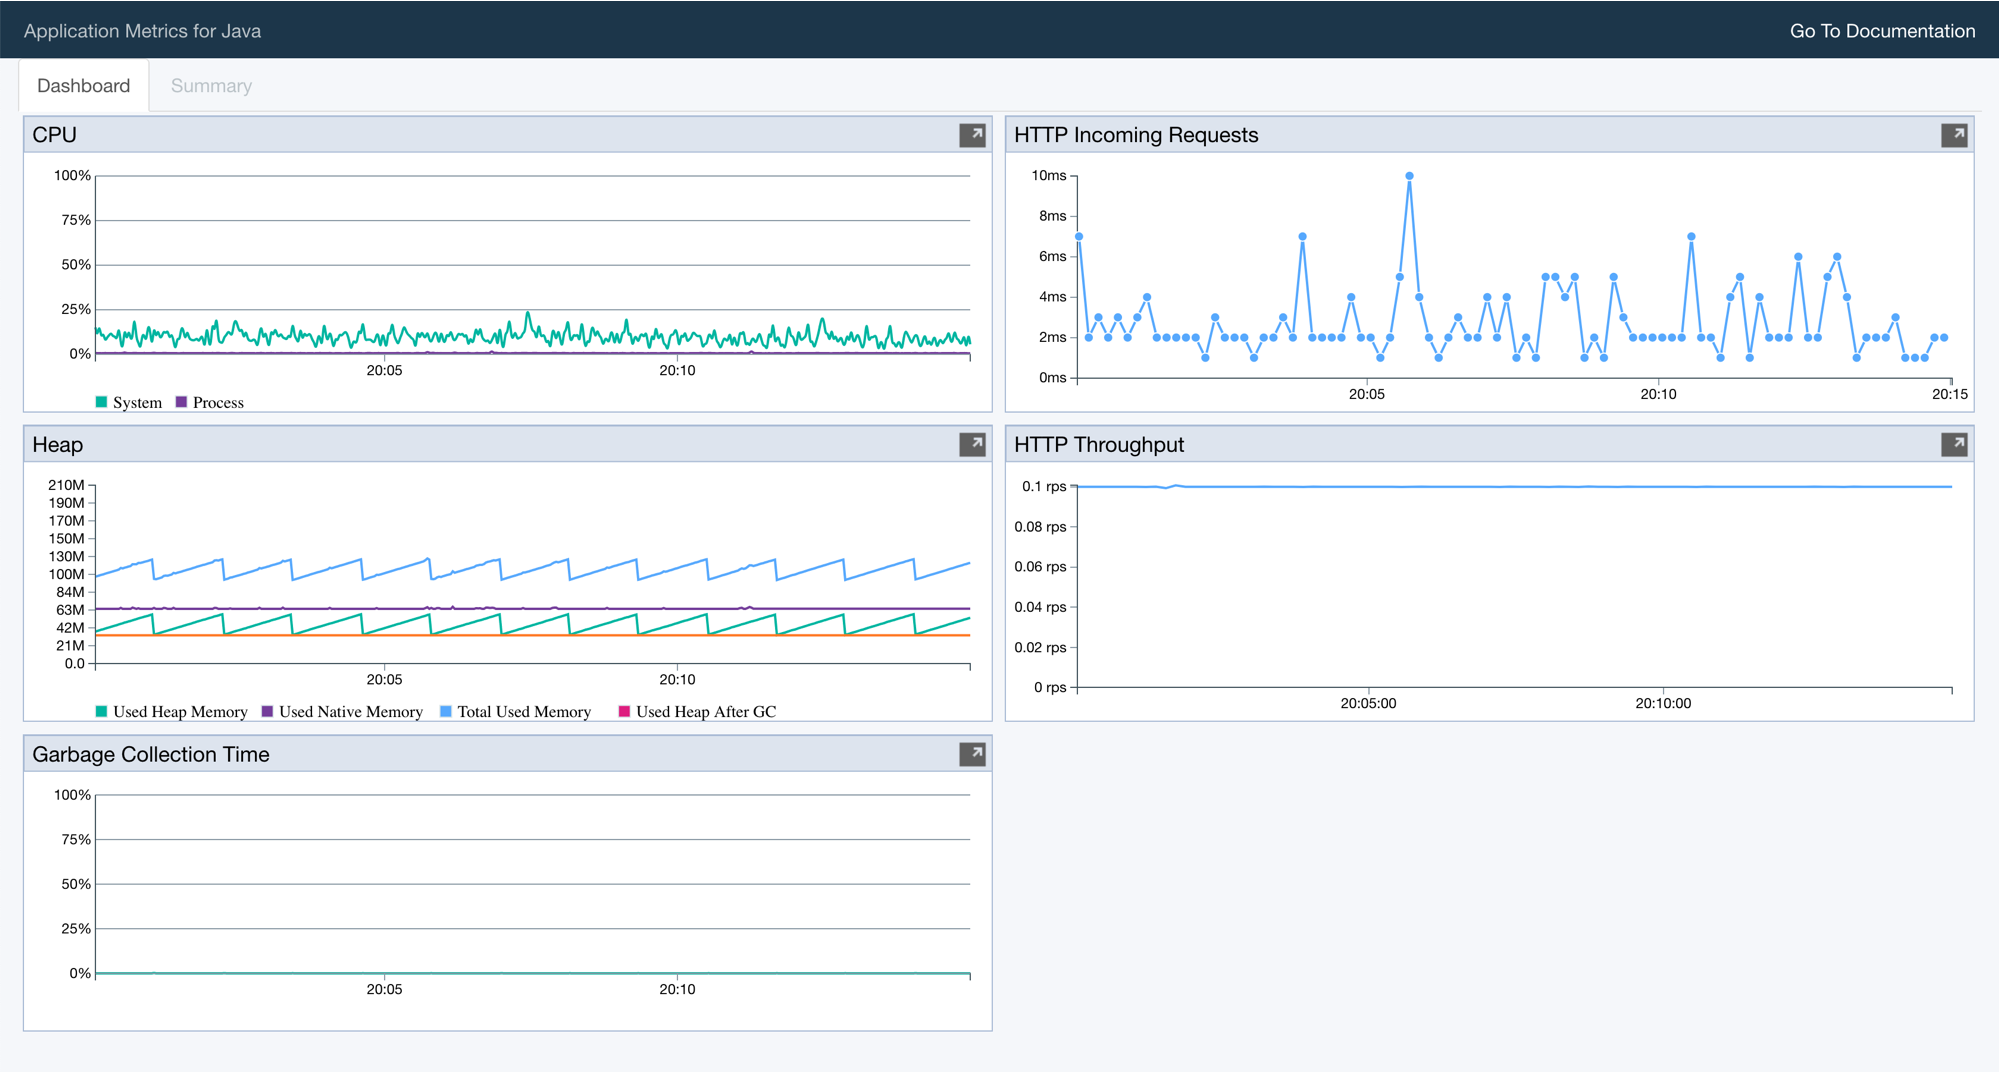 Application Metrics for Java
Go To Documentation
Dashboard
Summary
CPU
100%
75%
50%
25%
0%
20:05
20:10
System
Process
HTTP Incoming Requests
10ms
8ms
6ms
4ms
2ms
0ms
20:05
20:10
20:15
Heap
210M
190M
170M
150M
130M
100M
84M
63M
42M
21M
0.0
20:05
20:10
Used Heap Memory
Used Native Memory
Total Used Memory
Used Heap After GC
HTTP Throughput
0.1 rps
0.08 rps
0.06 rps
0.04 rps
0.02 rps
0 rps
20:05:00
20:10:00
Garbage Collection Time
100%
75%
50%
25%
0%
20:05
20:10